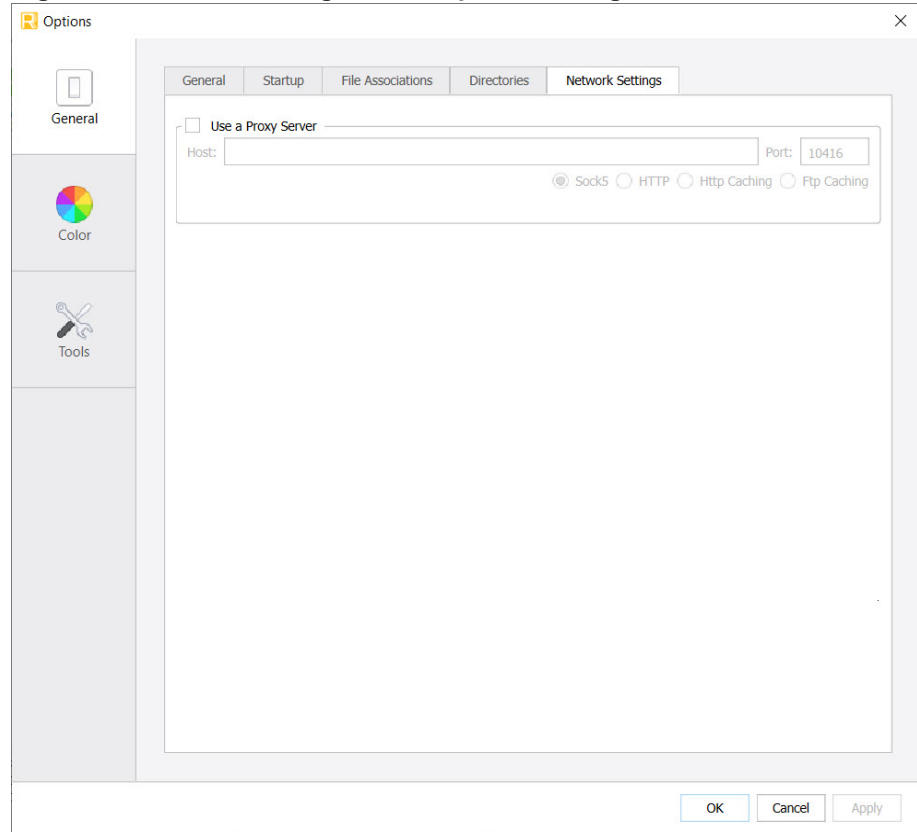 Options
General
Color
Tools
General Startup File Associations Directories Network Settings
Use a Proxy Server
Host: Port: 10416
Sock5 HTTP Http Caching Ftp Caching
OK Cancel Apply